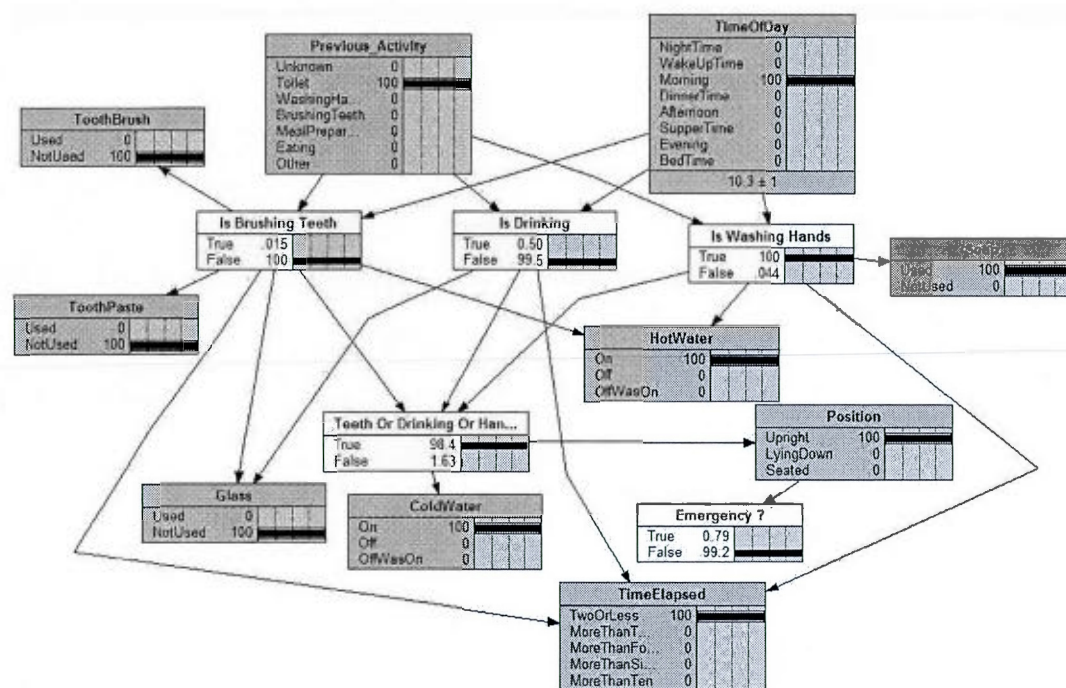 Previous_Activity
Unknown 0
Toilet 100
WashingHa... 0
BrushingTeeth 0
MealPrepar... 0
Eating 0
Other 0
TimeOfDay
NightTime 0
WakeUpTime 0
Morning 100
DinnerTime 0
Afternoon 0
SupperTime 0
Evening 0
BedTime 0
10.3 ± 1
ToothBrush
Used 0
NotUsed 100
Is Brushing Teeth
True .015
False 100
Is Drinking
True 0.50
False 99.5
Is Washing Hands
True 100
False .044
Used 100
NotUsed 0
ToothPaste
Used 0
NotUsed 100
HotWater
On 100
Off 0
OffWasOn 0
Teeth Or Drinking Or Han...
True 98.4
False 1.63
Position
Upright 100
LyingDown 0
Seated 0
Glass
Used 0
NotUsed 100
ColdWater
On 100
Off 0
OffWasOn 0
Emergency ?
True 0.79
False 99.2
TimeElapsed
TwoOrLess 100
MoreThanT... 0
MoreThanFo... 0
MoreThanSi... 0
MoreThanTen 0